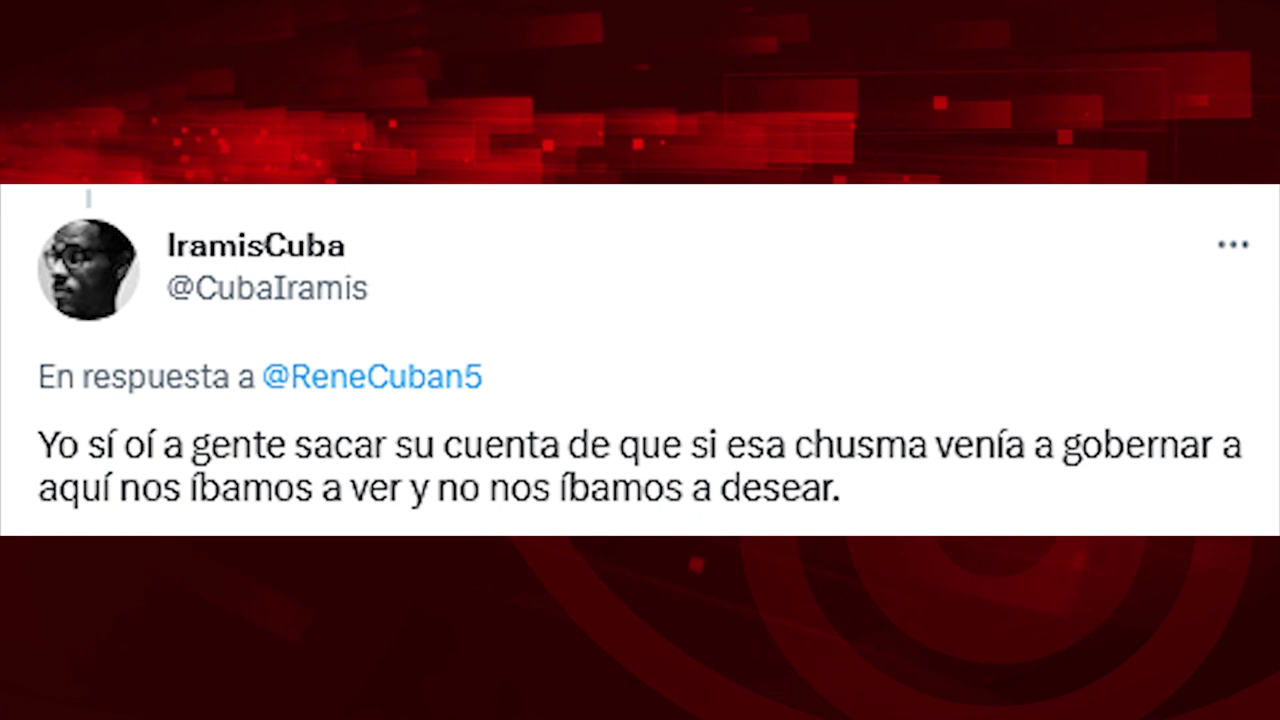 IramisCuba
@CubaIramis
En respuesta a @ReneCuban5
Yo sí oí a gente sacar su cuenta de que si esa chusma venía a gobernar a
aquí nos íbamos a ver y no nos íbamos a desear.